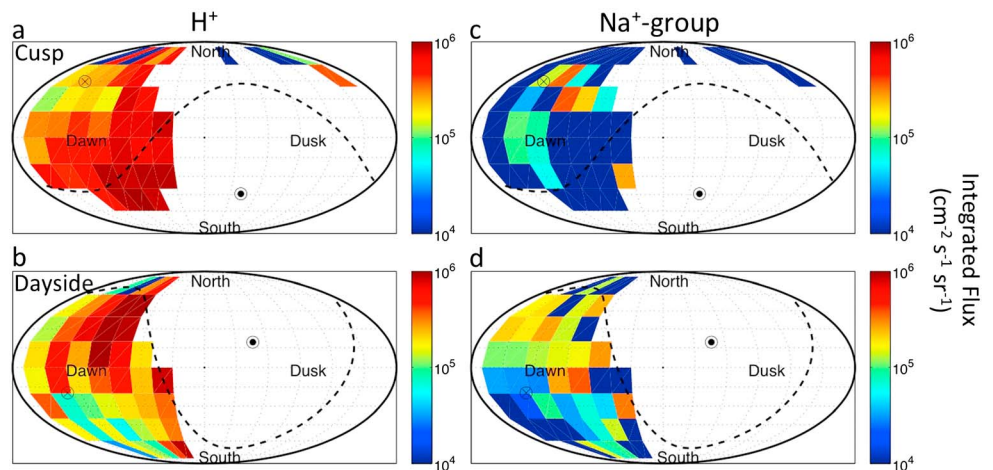 H⁺
Na⁺-group
a
Cusp
North
Dawn
Dusk
South
10⁶
10⁵
10⁴
c
North
Dawn
Dusk
South
10⁶
10⁵
10⁴
b
Dayside
North
Dawn
Dusk
South
10⁶
10⁵
10⁴
d
North
Dawn
Dusk
South
10⁶
10⁵
10⁴
Integrated Flux
(cm⁻² s⁻¹ sr⁻¹)